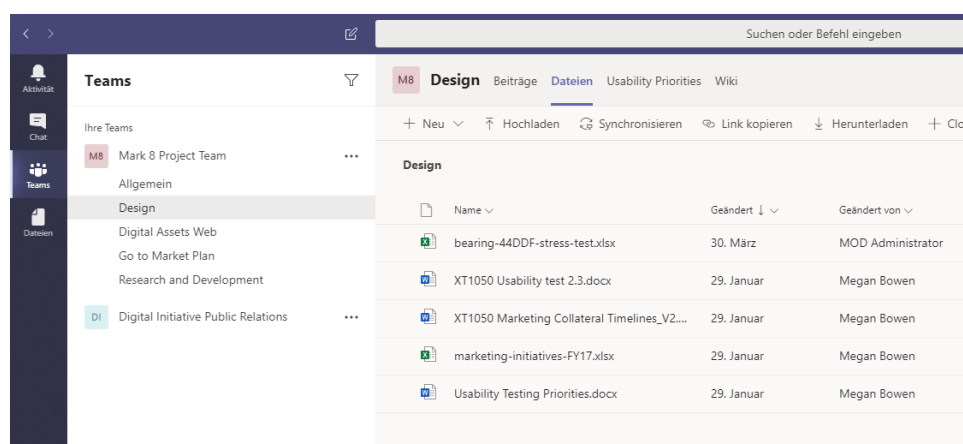 Suchen oder Befehl eingeben
Aktivität
Chat
Teams
Dateien
Teams
Ihre Teams
M8 Mark 8 Project Team
Allgemein
Design
Digital Assets Web
Go to Market Plan
Research and Development
DI Digital Initiative Public Relations
M8 Design Beiträge Dateien Usability Priorities Wiki
+ Neu Hochladen Synchronisieren Link kopieren Herunterladen + Clo
Design
Name Geändert ↓ Geändert von
bearing-44DDF-stress-test.xlsx 30. März MOD Administrator
XT1050 Usability test 2.3.docx 29. Januar Megan Bowen
XT1050 Marketing Collateral Timelines_V2.... 29. Januar Megan Bowen
marketing-initiatives-FY17.xlsx 29. Januar Megan Bowen
Usability Testing Priorities.docx 29. Januar Megan Bowen